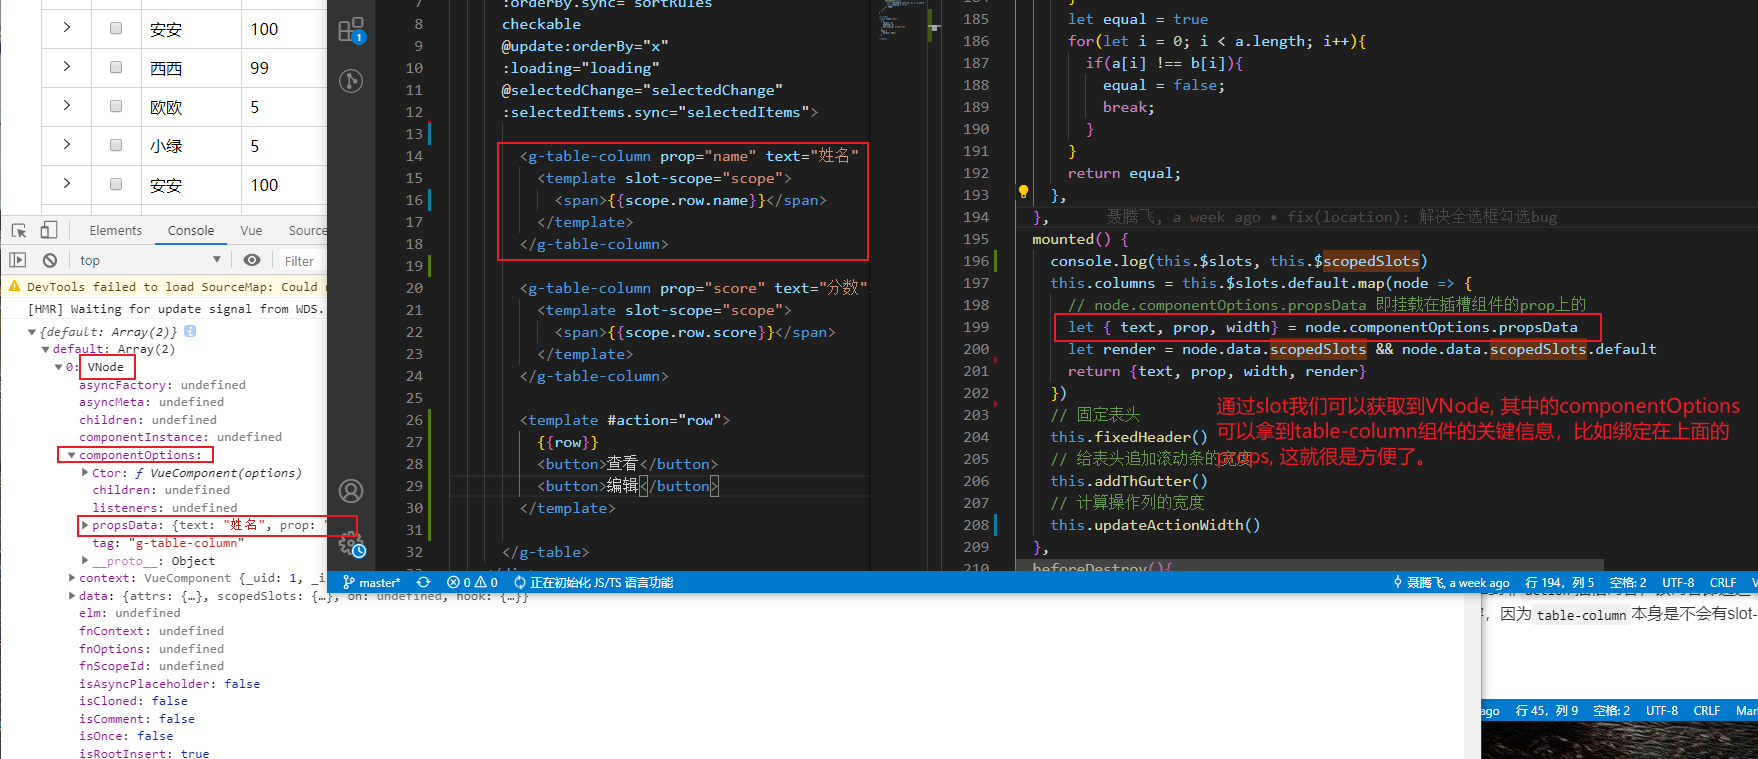 安安 100
西西 99
欧欧 5
小绿 5
安安 100
Elements Console Vue Source
top Filter
DevTools failed to load SourceMap: Could
[HMR] Waiting for update signal from WDS.
{default: Array(2)}
default: Array(2)
0: VNode
asyncFactory: undefined
asyncMeta: undefined
children: undefined
componentInstance: undefined
componentOptions:
Ctor: ƒ VueComponent(options)
children: undefined
listeners: undefined
propsData: {text: "姓名", prop: "
tag: "g-table-column"
__proto__: Object
context: VueComponent {_uid: 1, _i
data: {attrs: {…}, scopedSlots: {…}, on: undefined, hook: {…}}
elm: undefined
fnContext: undefined
fnOptions: undefined
fnScopeId: undefined
isAsyncPlaceholder: false
isCloned: false
isComment: false
isOnce: false
isRootInsert: true
1
7 :orderBy.sync="sortRules"
8 checkable
9 @update:orderBy="x"
10 :loading="loading"
11 @selectedChange="selectedChange"
12 :selectedItems.sync="selectedItems">
13
14 <g-table-column prop="name" text="姓名"
15 <template slot-scope="scope">
16 <span>{{scope.row.name}}</span>
17 </template>
18 </g-table-column>
19
20 <g-table-column prop="score" text="分数"
21 <template slot-scope="scope">
22 <span>{{scope.row.score}}</span>
23 </template>
24 </g-table-column>
25
26 <template #action="row">
27 {{row}}
28 <button>查看</button>
29 <button>编辑</button>
30 </template>
31
32 </g-table>
185 let equal = true
186 for(let i = 0; i < a.length; i++){
187 if(a[i] !== b[i]){
188 equal = false;
189 break;
190 }
191 }
192 return equal;
193 },
194 }, 聂腾飞, a week ago • fix(location): 解决全选框勾选bug
195 mounted() {
196 console.log(this.$slots, this.$scopedSlots)
197 this.columns = this.$slots.default.map(node => {
198 // node.componentOptions.propsData 即挂载在插槽组件的prop上的
199 let { text, prop, width} = node.componentOptions.propsData
200 let render = node.data.scopedSlots && node.data.scopedSlots.default
201 return {text, prop, width, render}
202 })
203 // 固定表头
204 this.fixedHeader()
205 // 给表头追加滚动条的宽度
206 this.addThGutter()
207 // 计算操作列的宽度
208 this.updateActionWidth()
209 },
210 beforeDestroy(){
通过slot我们可以获取到VNode, 其中的componentOptions
可以拿到table-column组件的关键信息，比如绑定在上面的
props, 这就很是方便了。
master* 0 0 正在初始化 JS/TS 语言功能 聂腾飞, a week ago 行 194，列 5 空格: 2 UTF-8 CRLF
，因为 table-column 本身是不会有slot-
ago 行 45，列 9 空格: 2 UTF-8 CRLF Mar